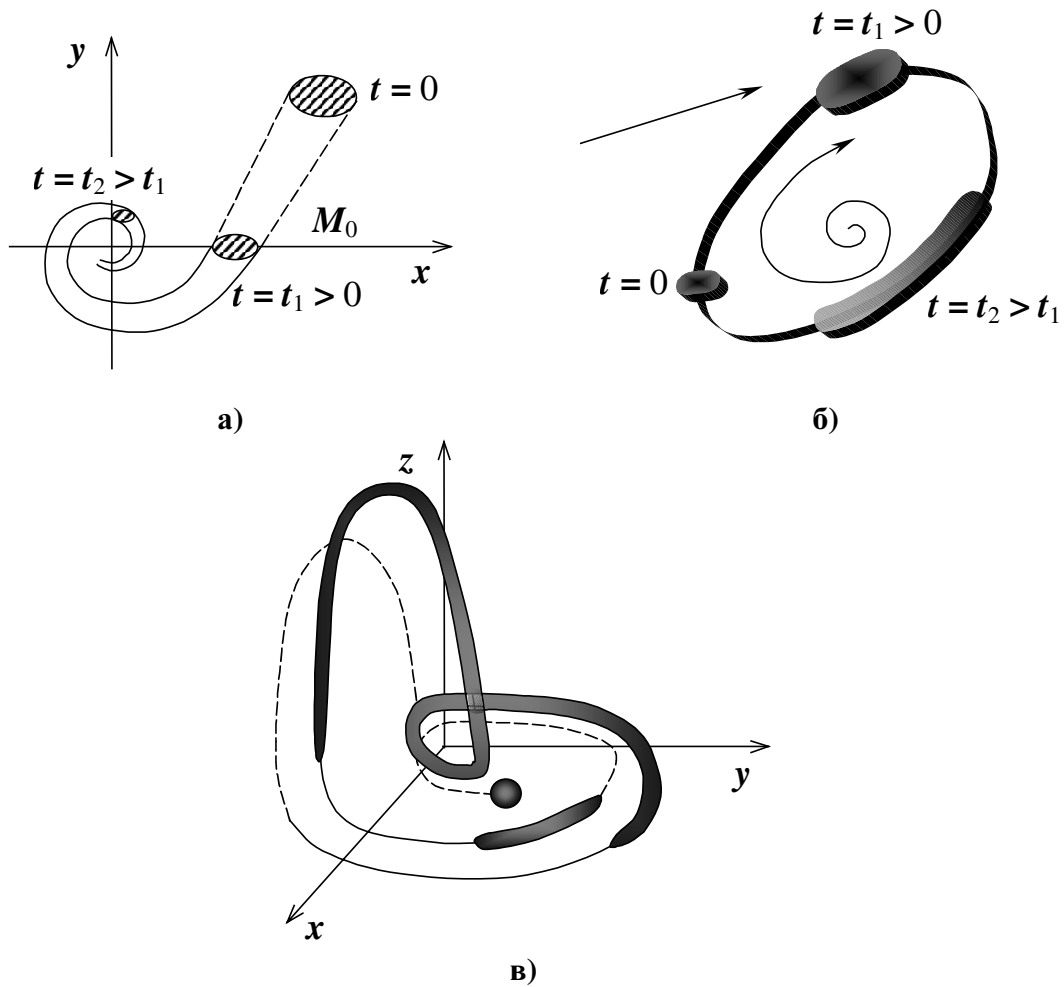 y
t = 0
t = t₂ > t₁
M₀
x
t = t₁ > 0
а)
t = t₁ > 0
t = 0
t = t₂ > t₁
б)
z
y
x
в)